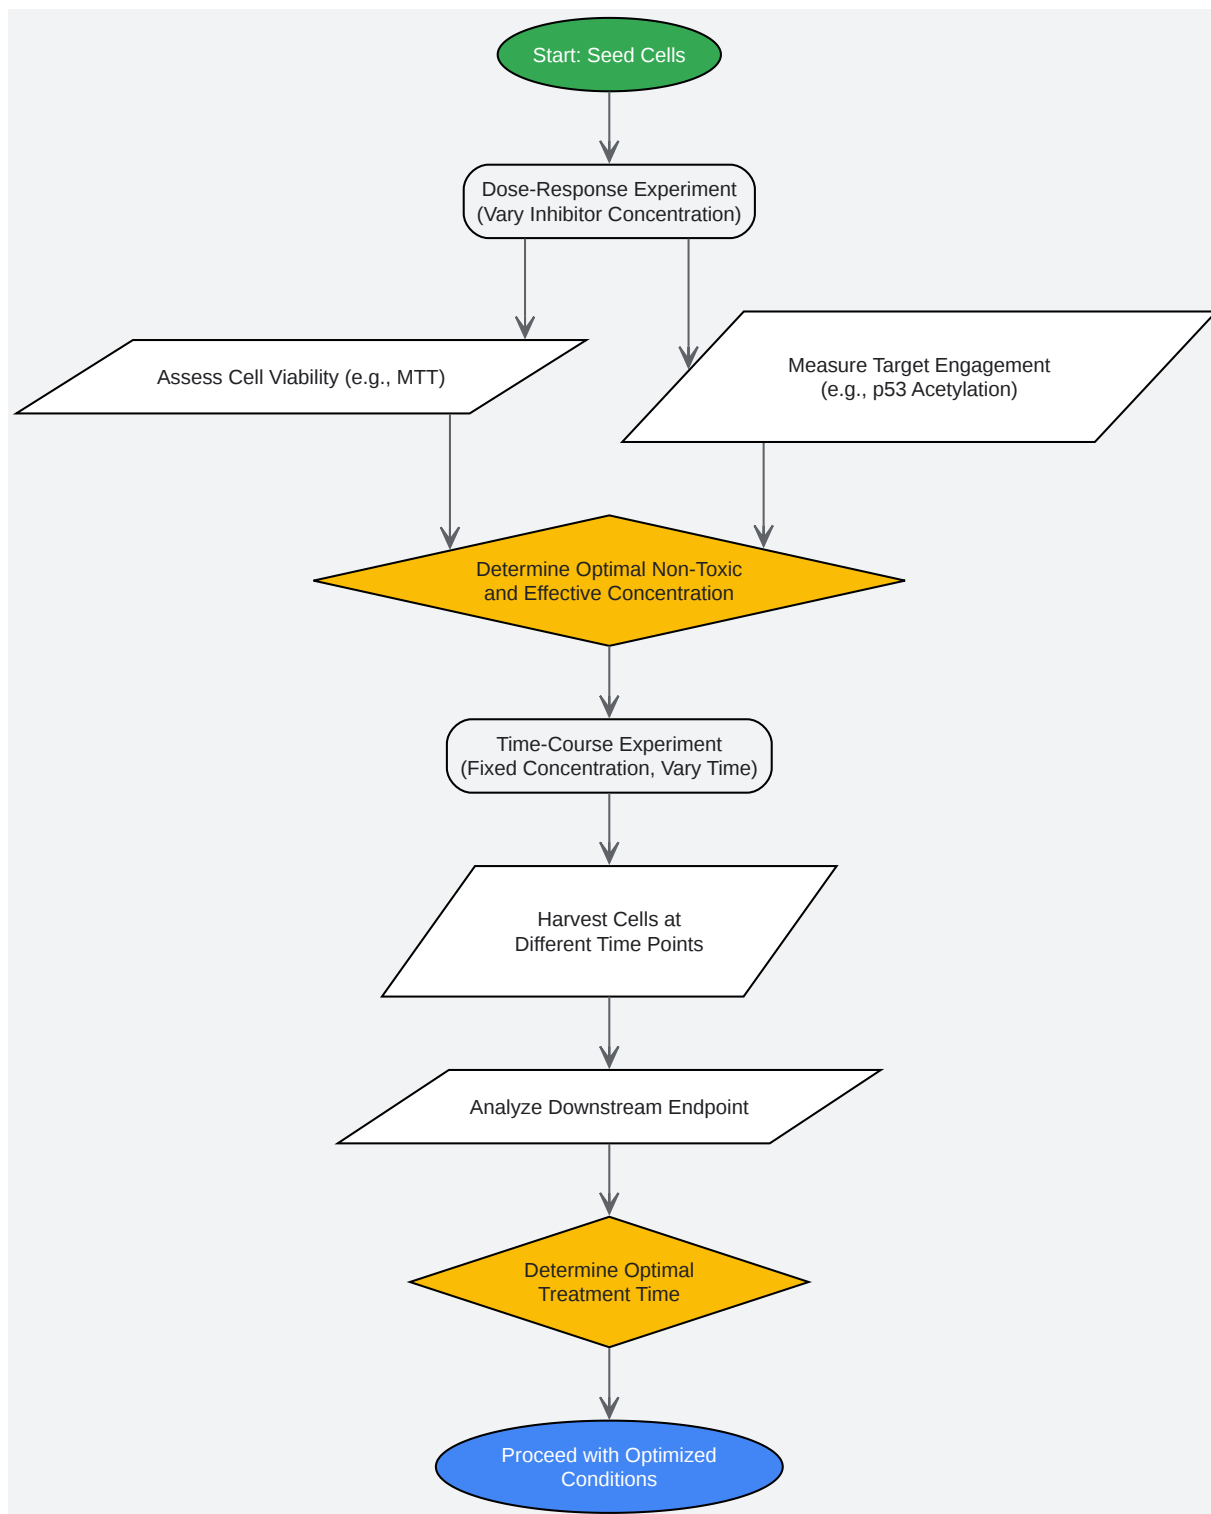 Start: Seed Cells
Dose-Response Experiment
(Vary Inhibitor Concentration)
Assess Cell Viability (e.g., MTT)
Measure Target Engagement
(e.g., p53 Acetylation)
Determine Optimal Non-Toxic
and Effective Concentration
Time-Course Experiment
(Fixed Concentration, Vary Time)
Harvest Cells at
Different Time Points
Analyze Downstream Endpoint
Determine Optimal
Treatment Time
Proceed with Optimized
Conditions